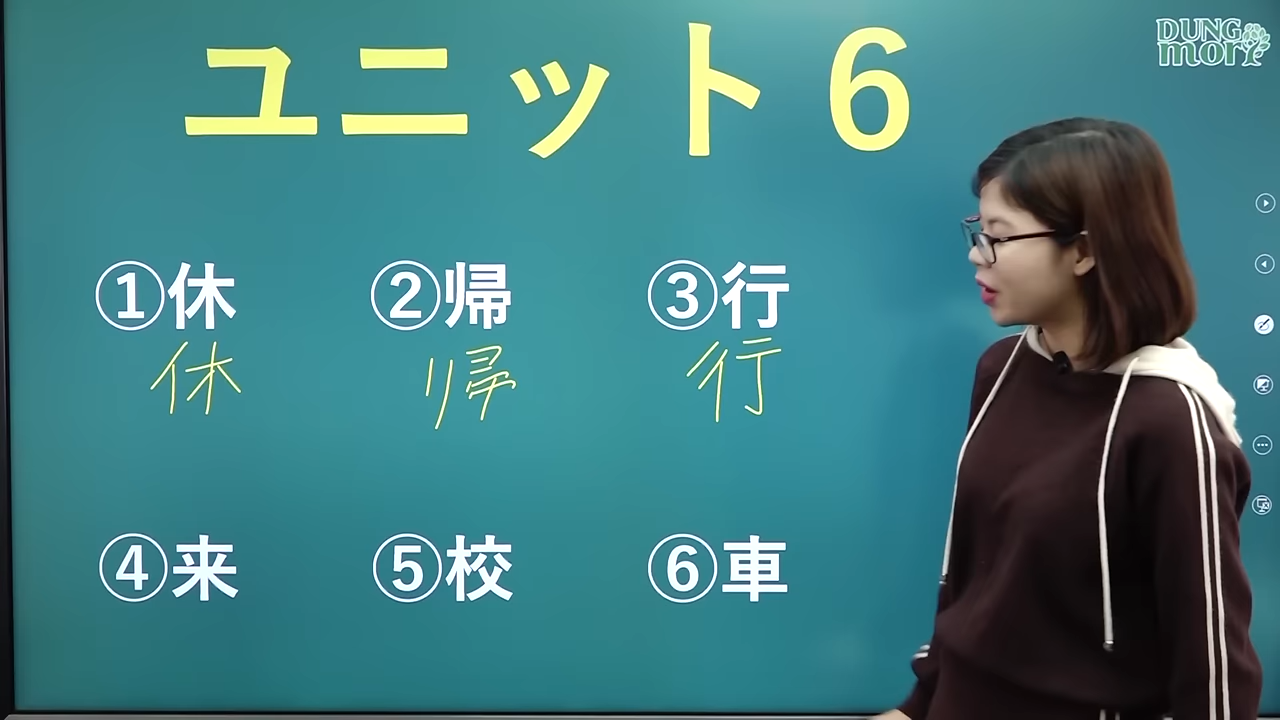 DUNG
mori
ユニット6
①休 ②帰 ③行
休 帰 行
④来 ⑤校 ⑥車